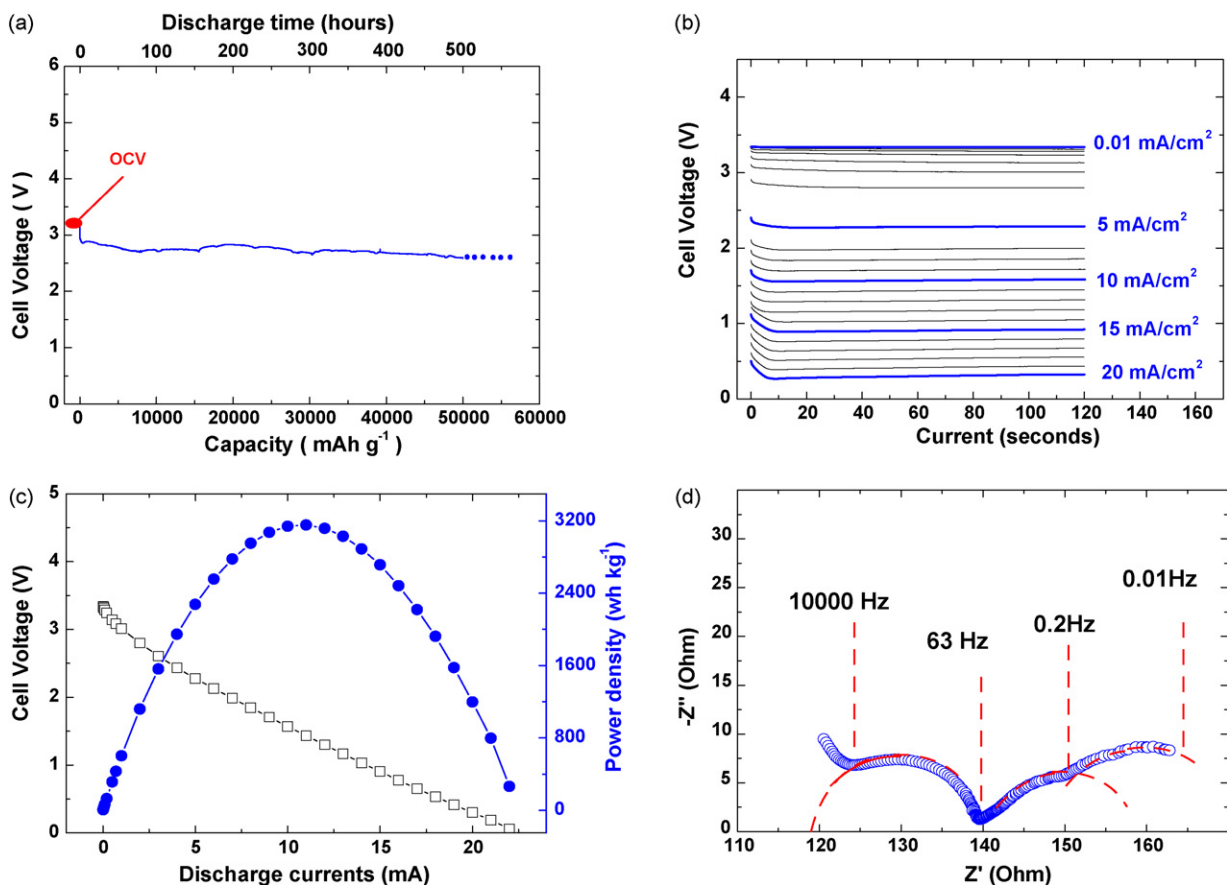 (a)
Discharge time (hours)
0 100 200 300 400 500 600
6
5
4
3
2
1
0
Cell Voltage ( V )
OCV
0 10000 20000 30000 40000 50000 60000
Capacity ( mAh g⁻¹)
(b)
4
3
2
1
0
Cell Voltage (V)
0.01 mA/cm²
5 mA/cm²
10 mA/cm²
15 mA/cm²
20 mA/cm²
0 20 40 60 80 100 120 140 160
Current (seconds)
(c)
5
4
3
2
1
0
Cell Voltage (V)
3200
2400
1600
800
0
Power density (wh kg⁻¹)
0 5 10 15 20
Discharge currents (mA)
(d)
35
30
25
20
15
10
5
0
-Z'' (Ohm)
10000 Hz
63 Hz
0.2Hz
0.01Hz
110 120 130 140 150 160
Z' (Ohm)